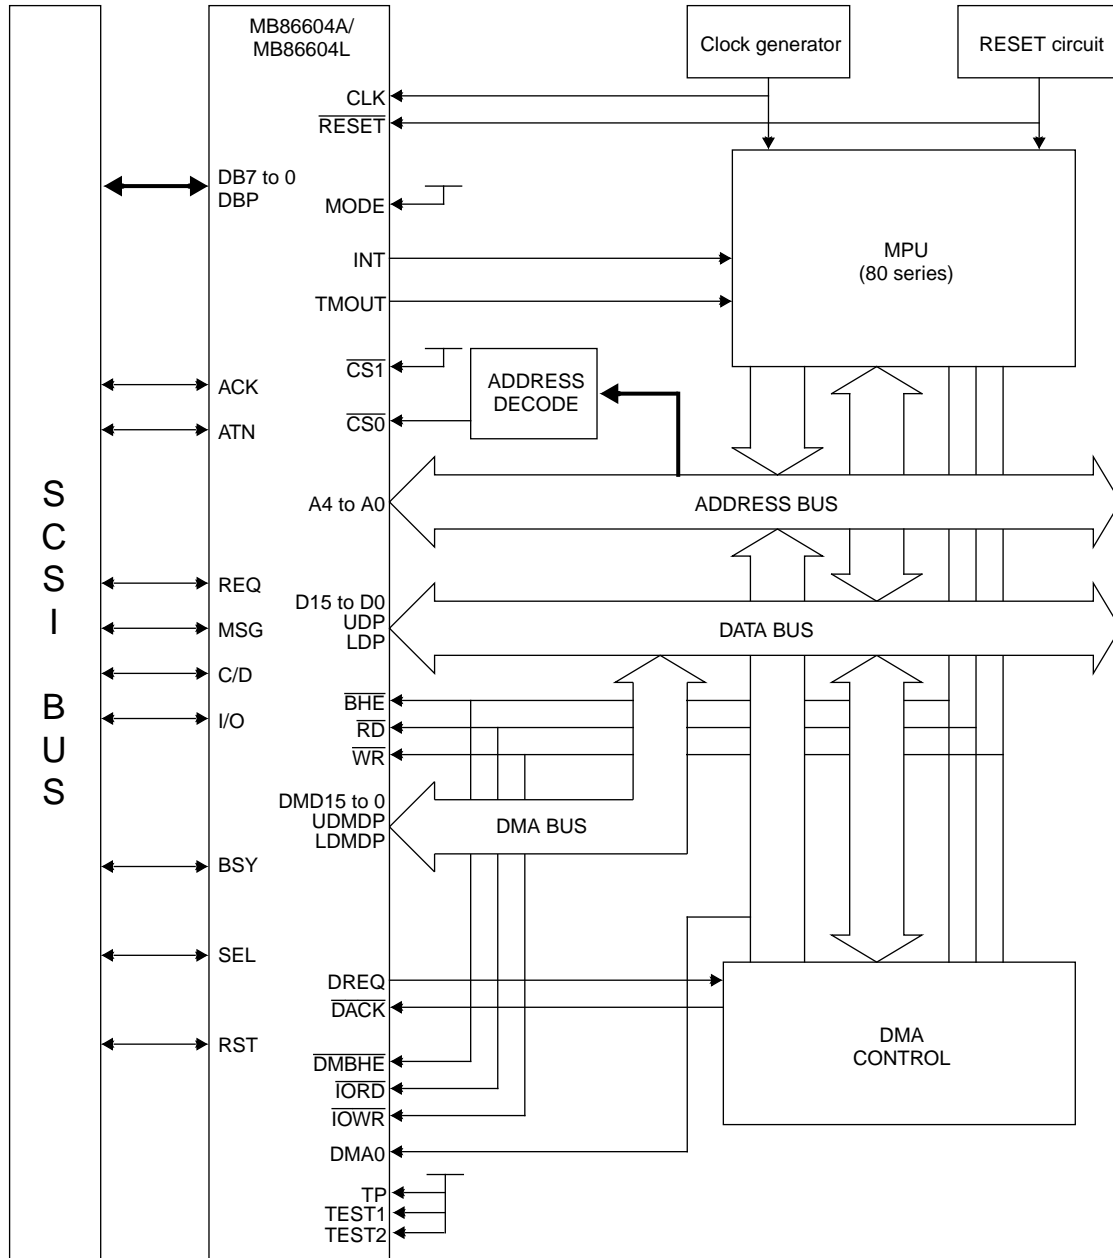 MB86604A/
MB86604L
Clock generator
RESET circuit
CLK
RESET
DB7 to 0
DBP
MODE
MPU
(80 series)
INT
TMOUT
CS1
ADDRESS
DECODE
ACK
CS0
ATN
SCSI BUS
A4 to A0
ADDRESS BUS
REQ
D15 to D0
UDP
LDP
DATA BUS
MSG
C/D
I/O
BHE
RD
WR
DMD15 to 0
UDMDP
LDMDP
DMA BUS
BSY
SEL
DREQ
DACK
DMA
CONTROL
RST
DMBHE
IORD
IOWR
DMA0
TP
TEST1
TEST2